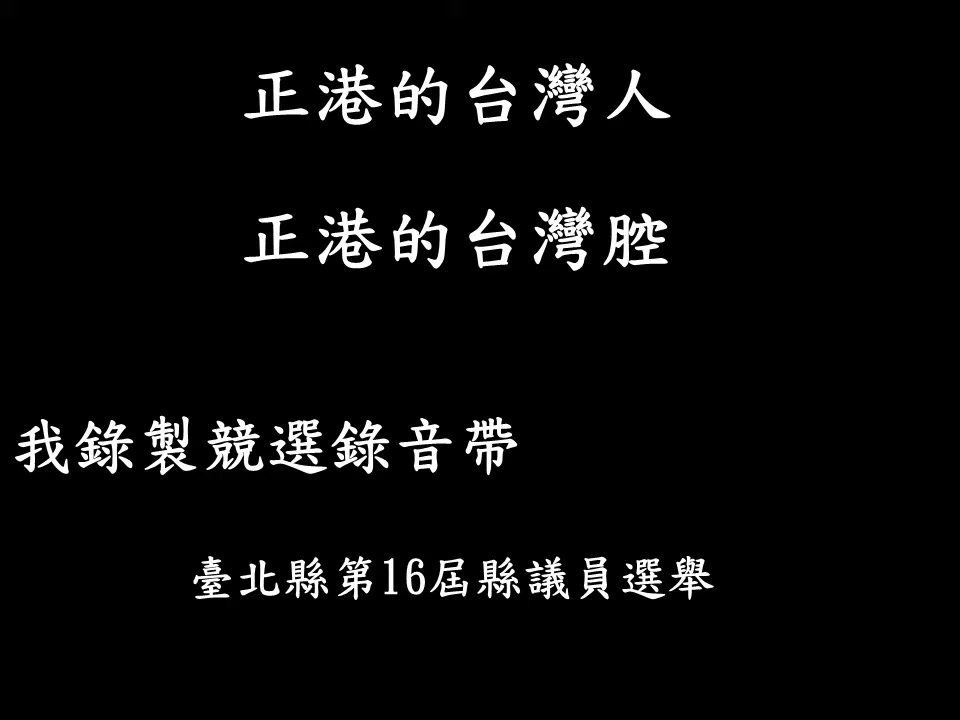 正港的台灣人
正港的台灣腔
我錄製競選錄音帶
臺北縣第16屆縣議員選舉